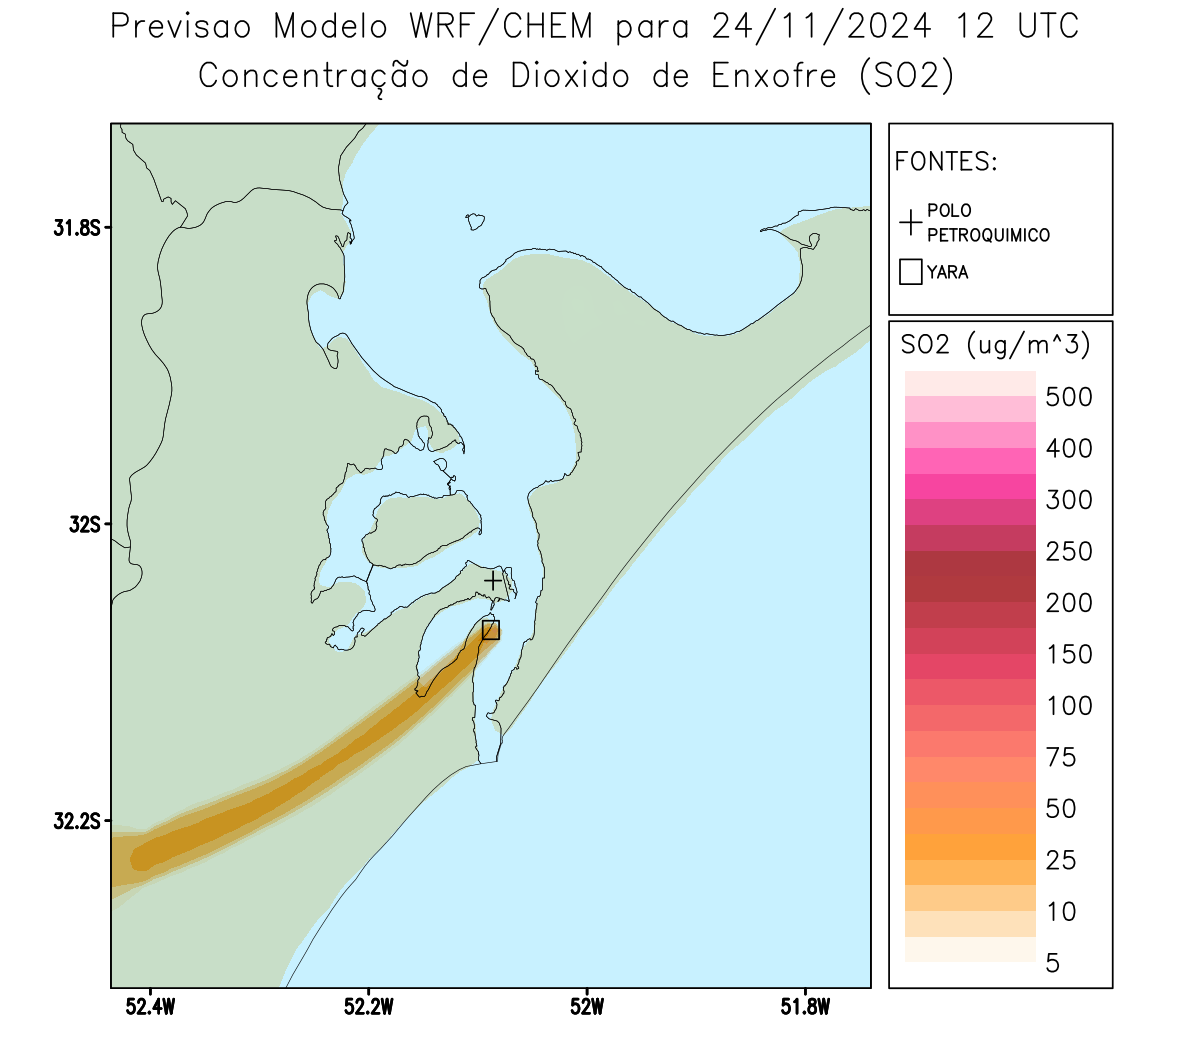 Previsao Modelo WRF/CHEM para 24/11/2024 12 UTC
Concentração de Dioxido de Enxofre (SO2)
FONTES:
POLO
PETROQUIMICO
YARA
31.8S
32S
32.2S
52.4W
52.2W
52W
51.8W
SO2 (ug/m^3)
500
400
300
250
200
150
100
75
50
25
10
5